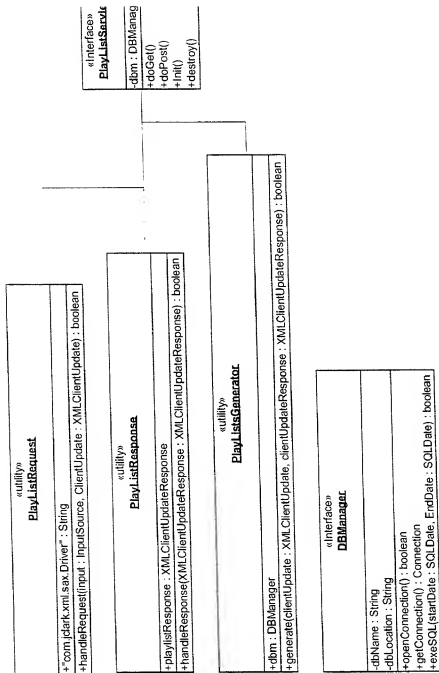 «Interface»
PlayListServle
-dbm : DBManag
+doGet()
+doPost()
+Init()
+destroy()
«utility»
PlayListRequest
+"com.jclark.xml.sax.Driver" : String
+handleRequest(input : InputSource, ClientUpdate : XMLClientUpdate) : boolean
«utility»
PlayListResponse
+playlistResponse : XMLClientUpdateResponse
+handleResponse(XMLClientUpdateResponse : XMLClientUpdateResponse) : boolean
«utility»
PlayListsGenerator
+dbm : DBManager
+generate(clientUpdate : XMLClientUpdate, clientUpdateResponse : XMLClientUpdateResponse) : boolean
«Interface»
DBManager
-dbName : String
-dbLocation : String
+openConnection() : boolean
+getConnection() : Connection
+exeSQL(startDate : SQLDate, EndDate : SQLDate) : boolean